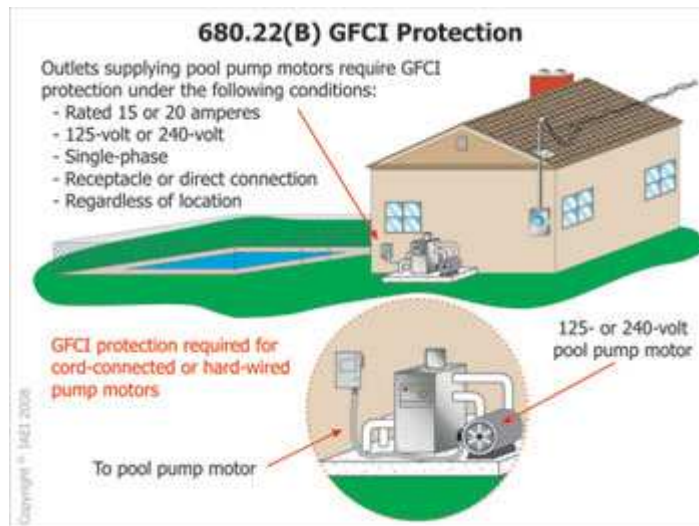 680.22(B) GFCI Protection
Outlets supplying pool pump motors require GFCI
protection under the following conditions:
- Rated 15 or 20 amperes
- 125-volt or 240-volt
- Single-phase
- Receptacle or direct connection
- Regardless of location
GFCI protection required for
cord-connected or hard-wired
pump motors
125- or 240-volt
pool pump motor
To pool pump motor
Copyright © IAEI 2008